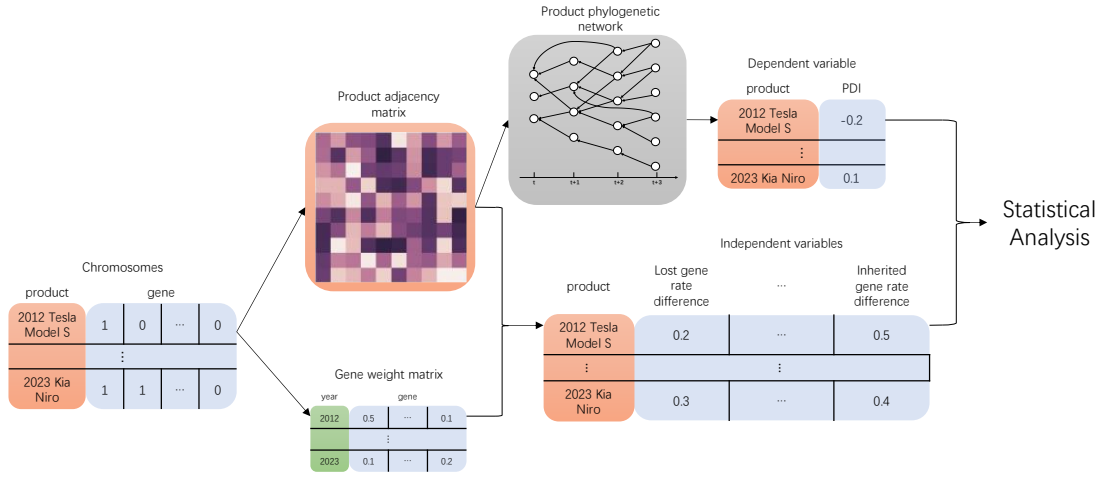 Chromosomes
product gene
2012 Tesla
Model S
1 0 ... 0
⋮
2023 Kia
Niro
1 1 ... 0
Product adjacency
matrix
Gene weight matrix
year gene
2012 0.5 ... 0.1
⋮
2023 0.1 ... 0.2
Product phylogenetic
network
t t+1 t+2 t+3
Dependent variable
product PDI
2012 Tesla
Model S
-0.2
⋮
2023 Kia Niro 0.1
Independent variables
product
Lost gene
rate
difference
...
Inherited
gene rate
difference
2012 Tesla
Model S
0.2 ... 0.5
⋮ ⋮
2023 Kia
Niro
0.3 ... 0.4
Statistical
Analysis